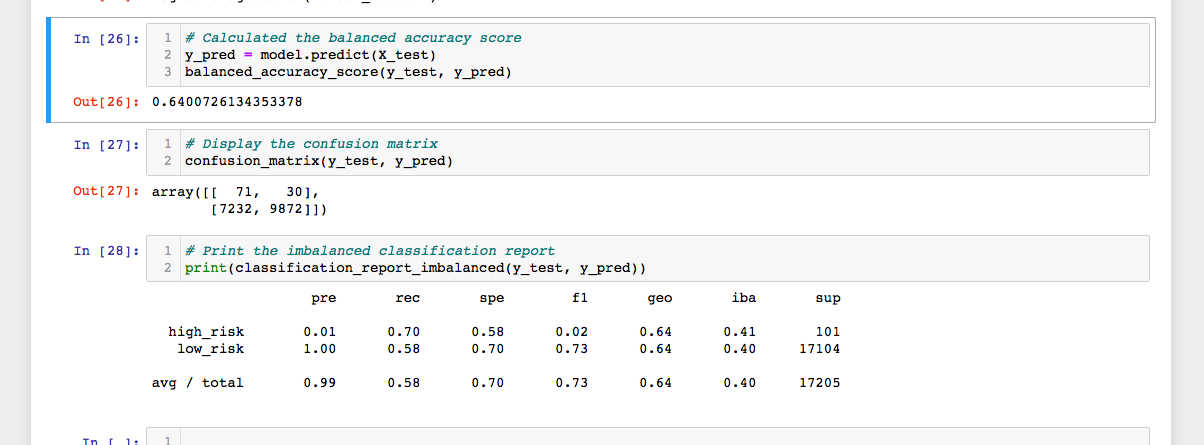 In [26]: 1 # Calculated the balanced accuracy score
2 y_pred = model.predict(X_test)
3 balanced_accuracy_score(y_test, y_pred)
Out[26]: 0.6400726134353378
In [27]: 1 # Display the confusion matrix
2 confusion_matrix(y_test, y_pred)
Out[27]: array([[ 71, 30],
[7232, 9872]])
In [28]: 1 # Print the imbalanced classification report
2 print(classification_report_imbalanced(y_test, y_pred))
pre rec spe f1 geo iba sup
high_risk 0.01 0.70 0.58 0.02 0.64 0.41 101
low_risk 1.00 0.58 0.70 0.73 0.64 0.40 17104
avg / total 0.99 0.58 0.70 0.73 0.64 0.40 17205
In [ ]: 1